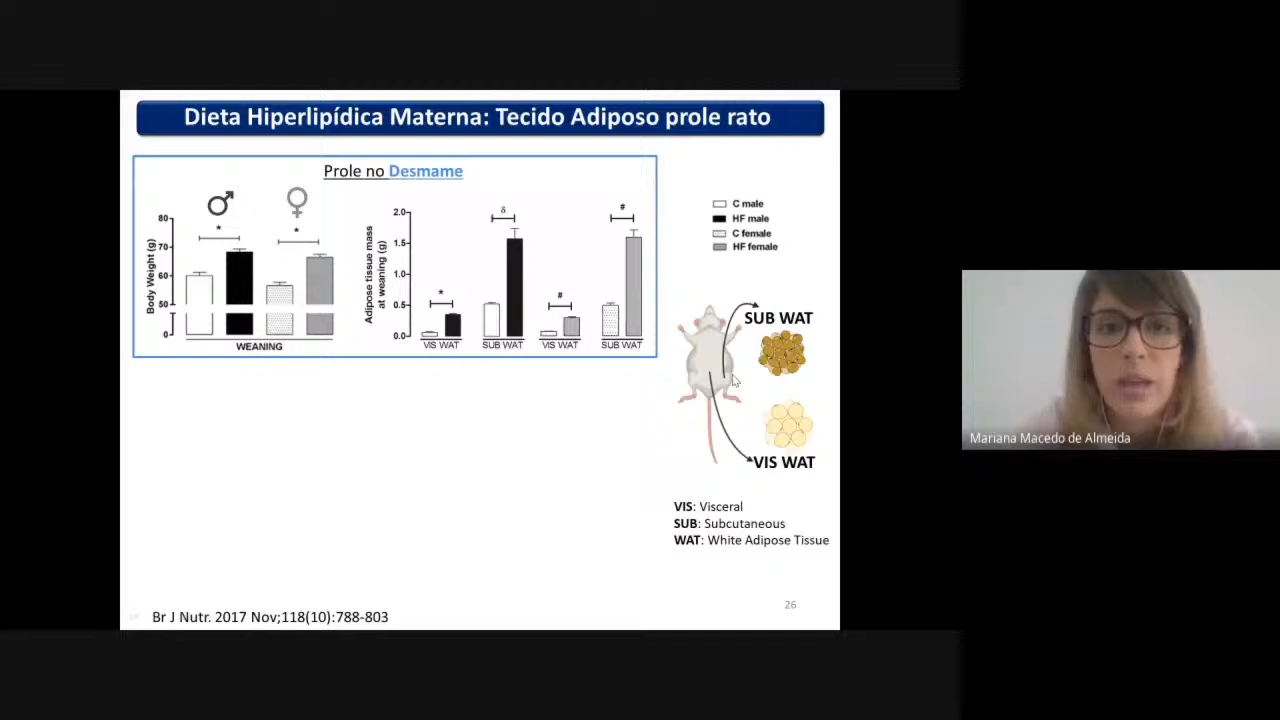 Dieta Hiperlipídica Materna: Tecido Adiposo prole rato
Prole no Desmame
♂ ♀
Body Weight (g)
80
70
60
50
0
* *
WEANING
Adipose tissue mass
at weaning (g)
2.0
1.5
1.0
0.5
0.0
* δ # #
VIS WAT SUB WAT VIS WAT SUB WAT
C male
HF male
C female
HF female
SUB WAT
VIS WAT
VIS: Visceral
SUB: Subcutaneous
WAT: White Adipose Tissue
26
Br J Nutr. 2017 Nov;118(10):788-803
Mariana Macedo de Almeida